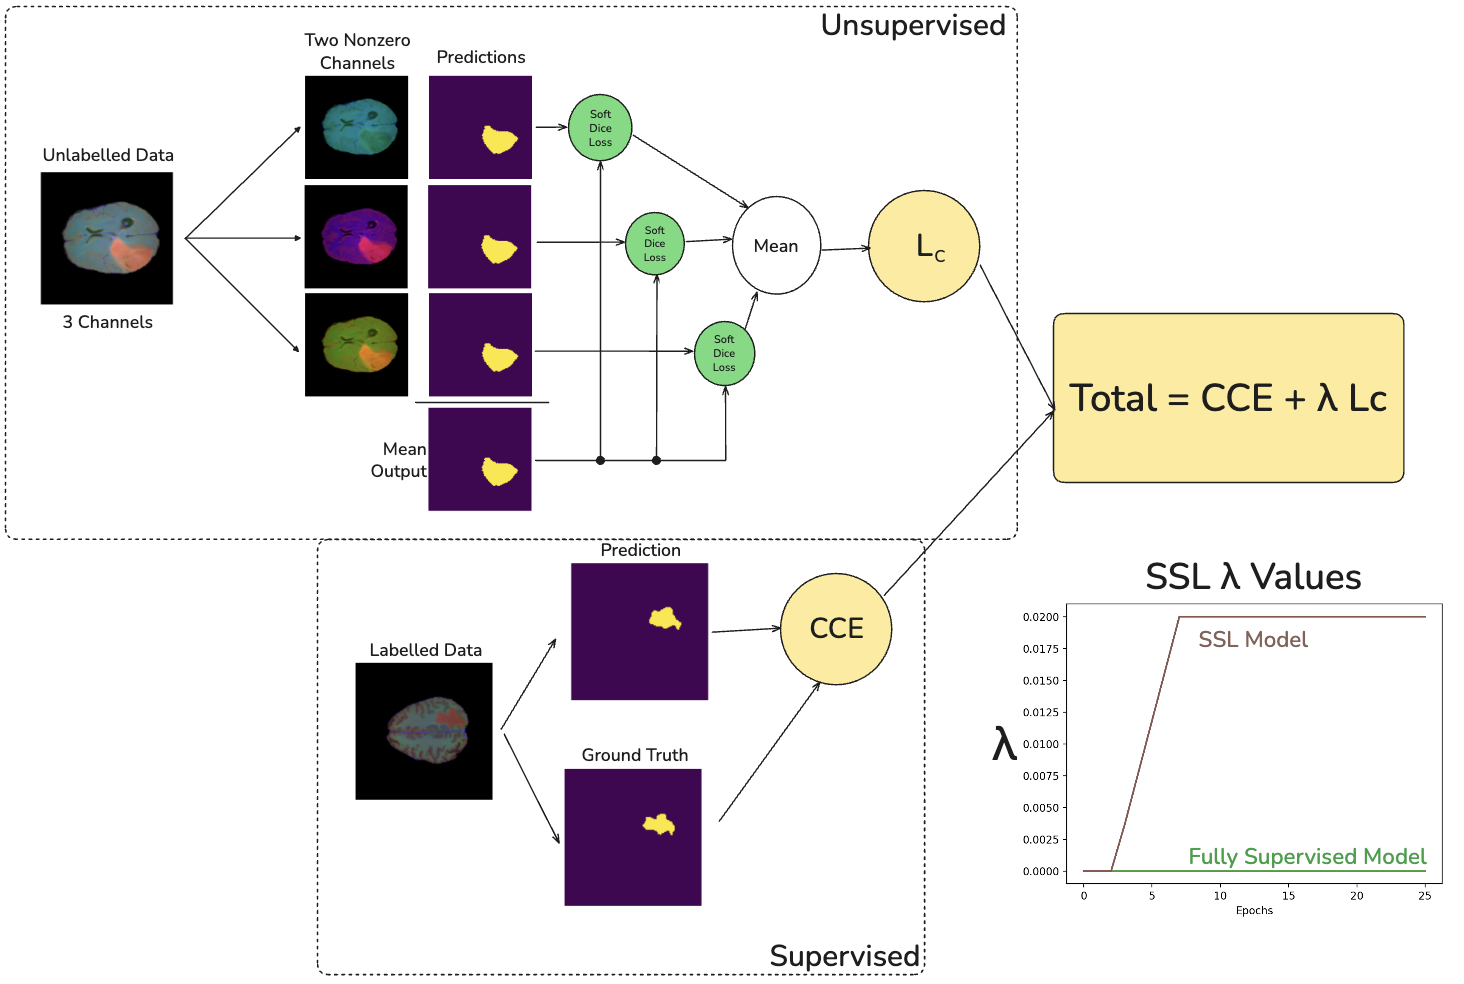 Unsupervised
Two Nonzero
Channels
Predictions
Unlabelled Data
3 Channels
Soft
Dice
Loss
Soft
Dice
Loss
Soft
Dice
Loss
Mean
LC
Mean
Output
Total = CCE + λ Lc
Prediction
Labelled Data
CCE
Ground Truth
Supervised
SSL λ Values
λ
0.0200
0.0175
0.0150
0.0125
0.0100
0.0075
0.0050
0.0025
0.0000
SSL Model
Fully Supervised Model
0 5 10 15 20 25
Epochs